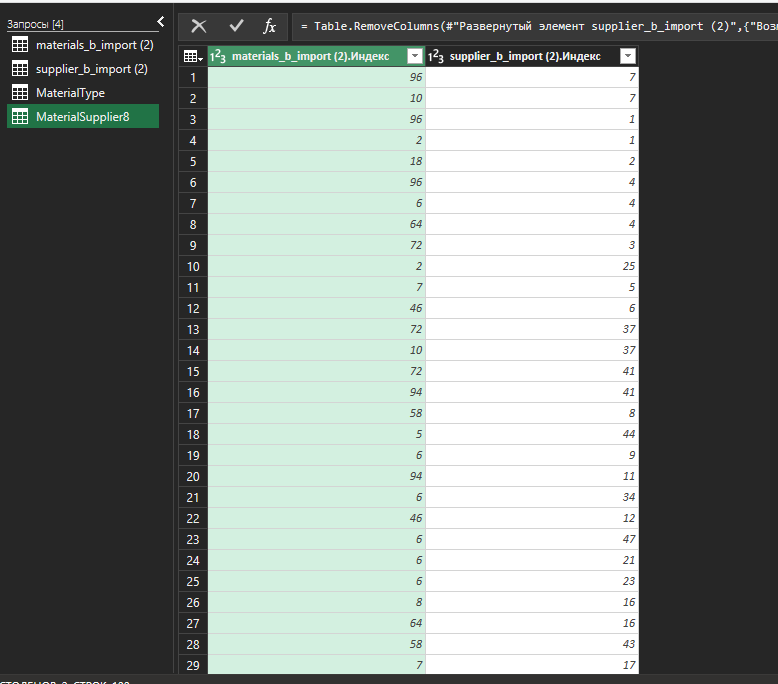 Запросы [4]
materials_b_import (2)
supplier_b_import (2)
MaterialType
MaterialSupplier8
fx
= Table.RemoveColumns(#"Развернутый элемент supplier_b_import (2)",{"Воз
1²3 materials_b_import (2).Индекс 1²3 supplier_b_import (2).Индекс
1 96 7
2 10 7
3 96 1
4 2 1
5 18 2
6 96 4
7 6 4
8 64 4
9 72 3
10 2 25
11 7 5
12 46 6
13 72 37
14 10 37
15 72 41
16 94 41
17 58 8
18 5 44
19 6 9
20 94 11
21 6 34
22 46 12
23 6 47
24 6 21
25 6 23
26 8 16
27 64 16
28 58 43
29 7 17